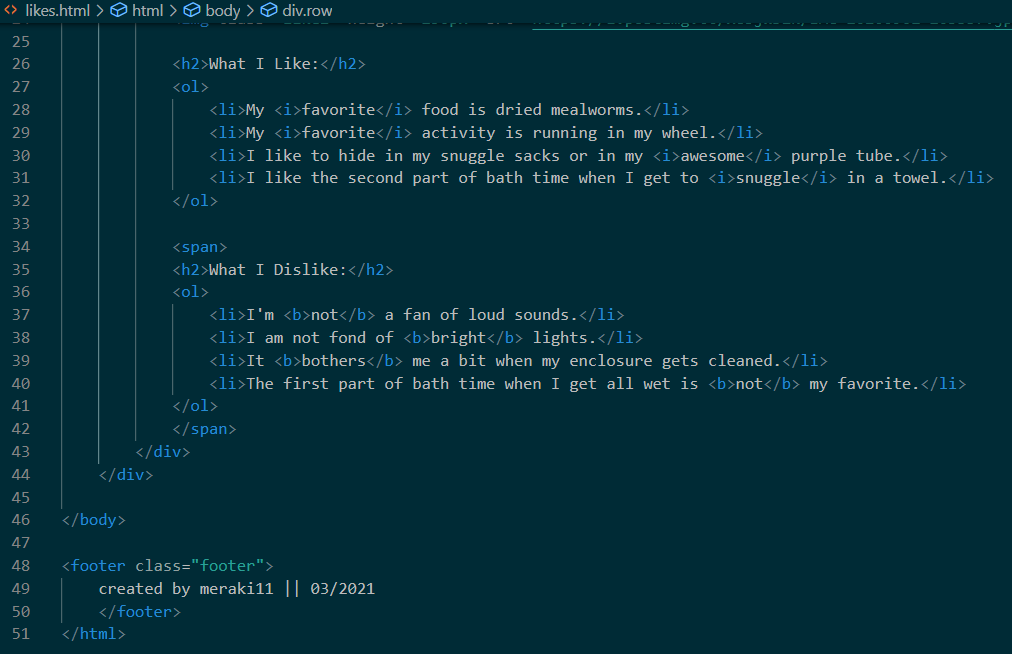 likes.html > html > body > div.row
25
26 <h2>What I Like:</h2>
27 <ol>
28 <li>My <i>favorite</i> food is dried mealworms.</li>
29 <li>My <i>favorite</i> activity is running in my wheel.</li>
30 <li>I like to hide in my snuggle sacks or in my <i>awesome</i> purple tube.</li>
31 <li>I like the second part of bath time when I get to <i>snuggle</i> in a towel.</li>
32 </ol>
33
34 <span>
35 <h2>What I Dislike:</h2>
36 <ol>
37 <li>I'm <b>not</b> a fan of loud sounds.</li>
38 <li>I am not fond of <b>bright</b> lights.</li>
39 <li>It <b>bothers</b> me a bit when my enclosure gets cleaned.</li>
40 <li>The first part of bath time when I get all wet is <b>not</b> my favorite.</li>
41 </ol>
42 </span>
43 </div>
44 </div>
45
46 </body>
47
48 <footer class="footer">
49 created by meraki11 || 03/2021
50 </footer>
51 </html>